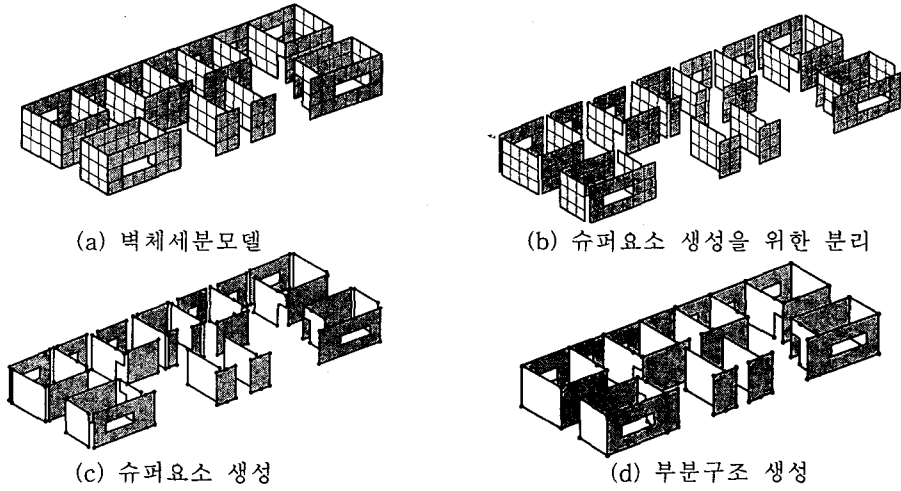 (a) 벽체세분모델
(b) 슈퍼요소 생성을 위한 분리
(c) 슈퍼요소 생성
(d) 부분구조 생성